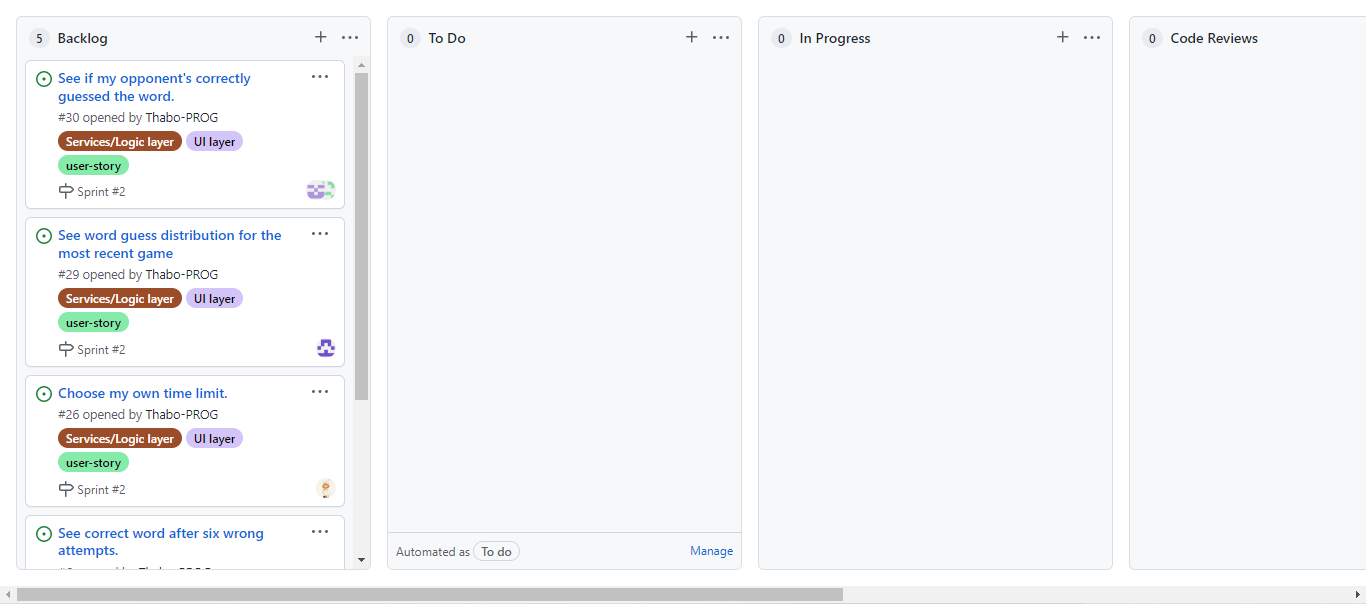 5 Backlog
See if my opponent's correctly
guessed the word.
#30 opened by Thabo-PROG
Services/Logic layer UI layer
user-story
Sprint #2
See word guess distribution for the
most recent game
#29 opened by Thabo-PROG
Services/Logic layer UI layer
user-story
Sprint #2
Choose my own time limit.
#26 opened by Thabo-PROG
Services/Logic layer UI layer
user-story
Sprint #2
See correct word after six wrong
attempts.
0 To Do
Automated as To do Manage
0 In Progress
0 Code Reviews